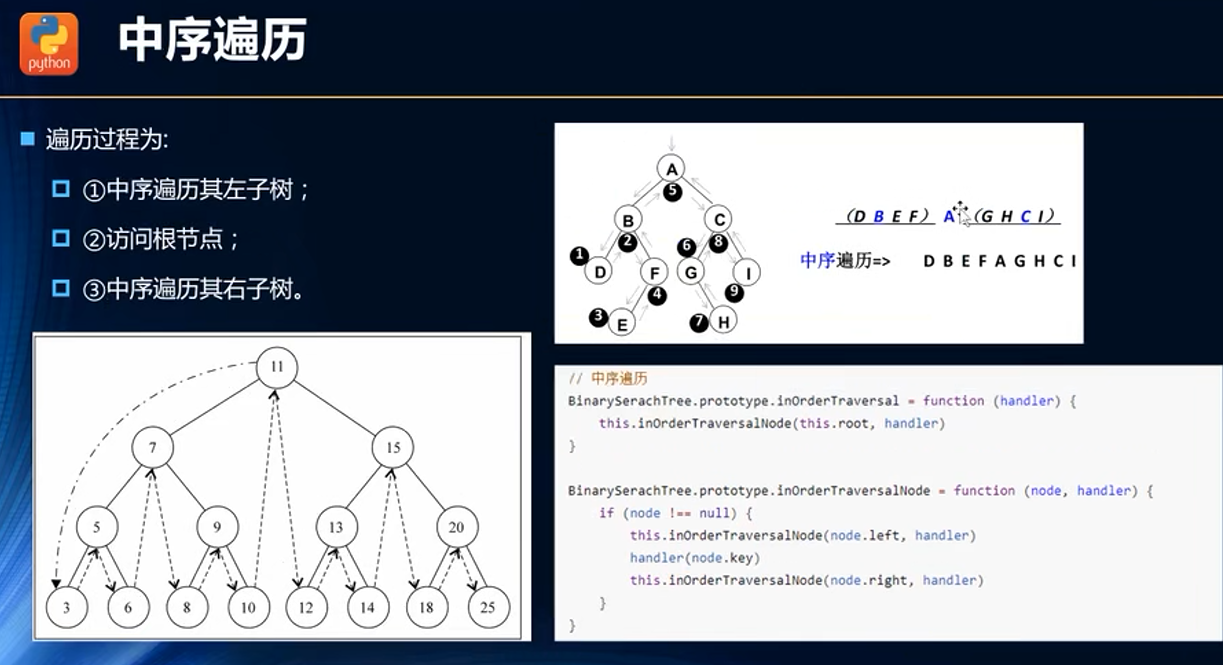 python
中序遍历
遍历过程为:
①中序遍历其左子树；
②访问根节点；
③中序遍历其右子树。
A
5
B
C
2
6
8
1
D
F
G
I
4
9
3
E
7
H
（D B E F） A （G H C I）
中序遍历=> D B E F A G H C I
11
7
15
5
9
13
20
3
6
8
10
12
14
18
25
// 中序遍历
BinarySerachTree.prototype.inOrderTraversal = function (handler) {
this.inOrderTraversalNode(this.root, handler)
}
BinarySerachTree.prototype.inOrderTraversalNode = function (node, handler) {
if (node !== null) {
this.inOrderTraversalNode(node.left, handler)
handler(node.key)
this.inOrderTraversalNode(node.right, handler)
}
}